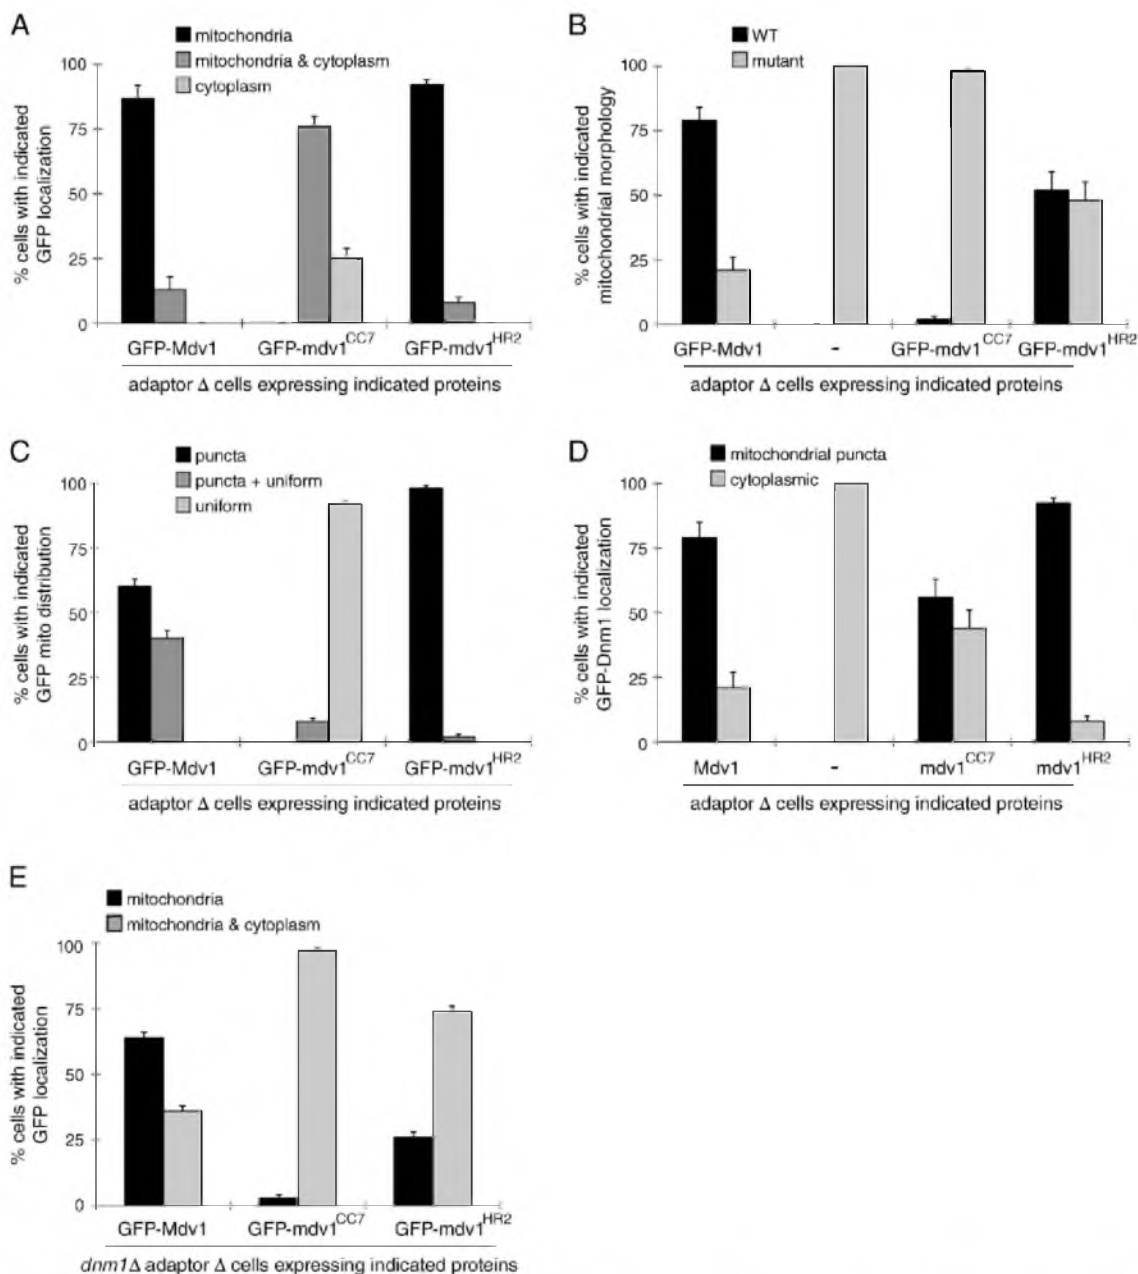 A
mitochondria
mitochondria & cytoplasm
cytoplasm
% cells with indicated
GFP localization
100
75
50
25
0
GFP-Mdv1 GFP-mdv1CC7 GFP-mdv1HR2
adaptor Δ cells expressing indicated proteins
B
WT
mutant
% cells with indicated
mitochondrial morphology
100
75
50
25
0
GFP-Mdv1 - GFP-mdv1CC7 GFP-mdv1HR2
adaptor Δ cells expressing indicated proteins
C
puncta
puncta + uniform
uniform
% cells with indicated
GFP mito distribution
100
75
50
25
0
GFP-Mdv1 GFP-mdv1CC7 GFP-mdv1HR2
adaptor Δ cells expressing indicated proteins
D
mitochondrial puncta
cytoplasmic
% cells with indicated
GFP-Dnm1 localization
100
75
50
25
0
Mdv1 - mdv1CC7 mdv1HR2
adaptor Δ cells expressing indicated proteins
E
mitochondria
mitochondria & cytoplasm
% cells with indicated
GFP localization
100
75
50
25
0
GFP-Mdv1 GFP-mdv1CC7 GFP-mdv1HR2
dnm1Δ adaptor Δ cells expressing indicated proteins